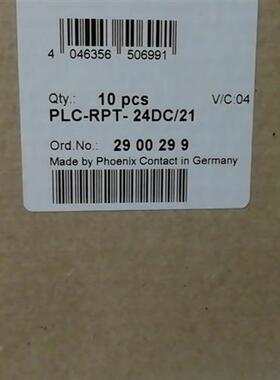 4 046356 506991
Qty.: 10 pcs V/C:04
PLC-RPT- 24DC/21
Ord.No.: 29 00 29 9
Made by Phoenix Contact in Germany